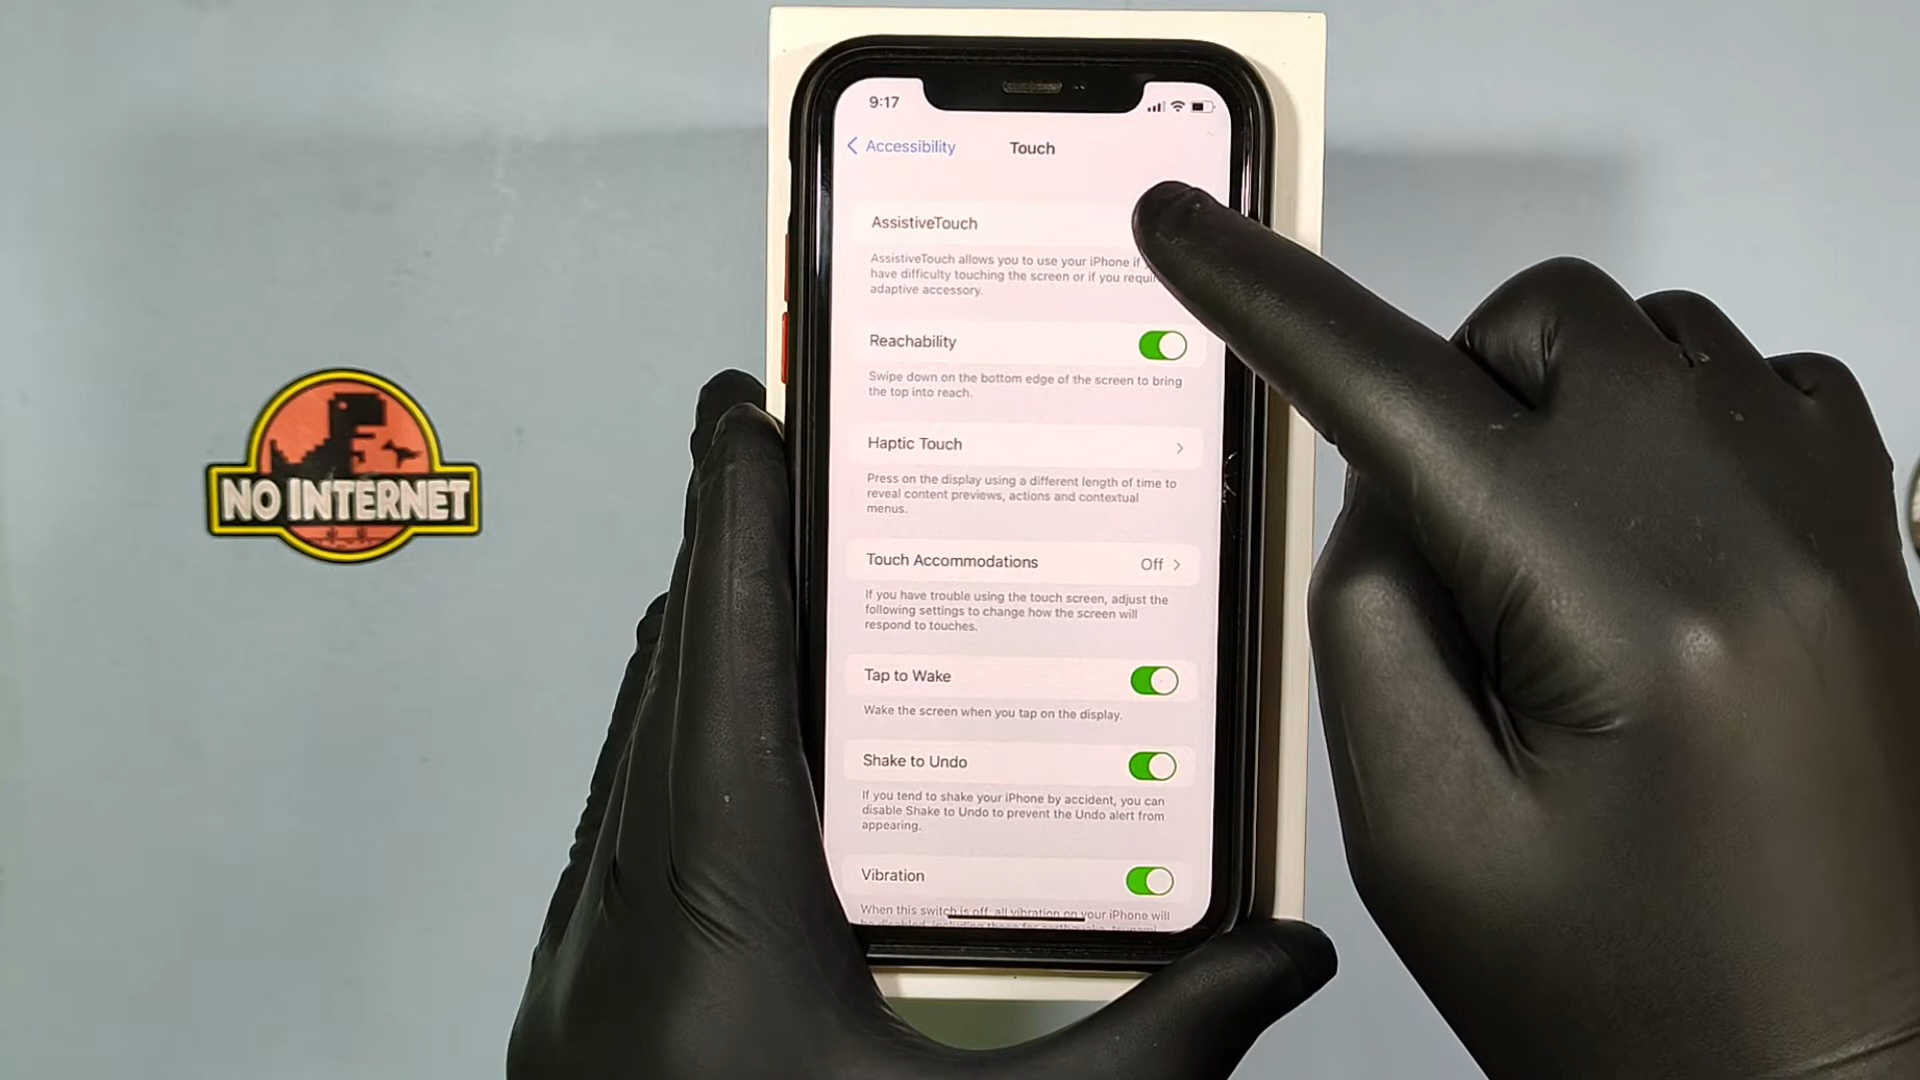 9:17
Accessibility
Touch
AssistiveTouch
AssistiveTouch allows you to use your iPhone if
have difficulty touching the screen or if you
adaptive accessory.
Reachability
Swipe down on the bottom edge of the screen to bring
the top into reach.
Haptic Touch
Press on the display using a different length of time to
reveal content previews, actions and contextual
menus.
Touch Accommodations
Off
If you have trouble using the touch screen, adjust the
following settings to change how the screen will
respond to touches.
Tap to Wake
Wake the screen when you tap on the display.
Shake to Undo
If you tend to shake your iPhone by accident, you can
disable Shake to Undo to prevent the Undo alert from
appearing.
Vibration
When this switch is off, all vibration on your iPhone will
NO INTERNET